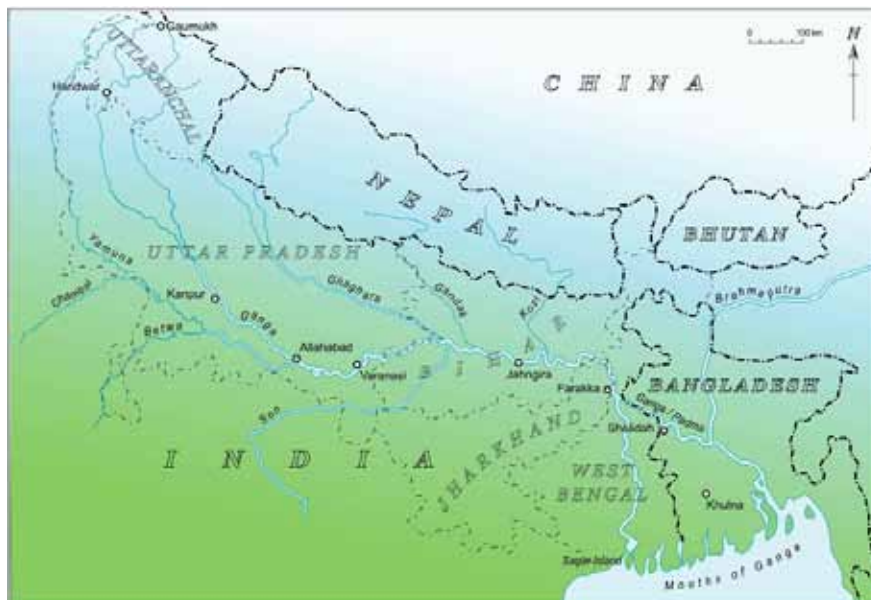 Gaumukh
0 100 km
N
UTTARANCHAL
CHINA
Haridwar
NEPAL
BHUTAN
UTTAR PRADESH
Yamuna
Chambal
Ghaghara
Gandak
Kosi
Brahmaputra
Kanpur
Ganga
Betwa
Allahabad
Varanasi
BIHAR
Jahngira
Farakka
BANGLADESH
Ganga / Padma
Son
JHARKHAND
INDIA
WEST
BENGAL
Khulna
Sagar Island
Mouths of Ganga